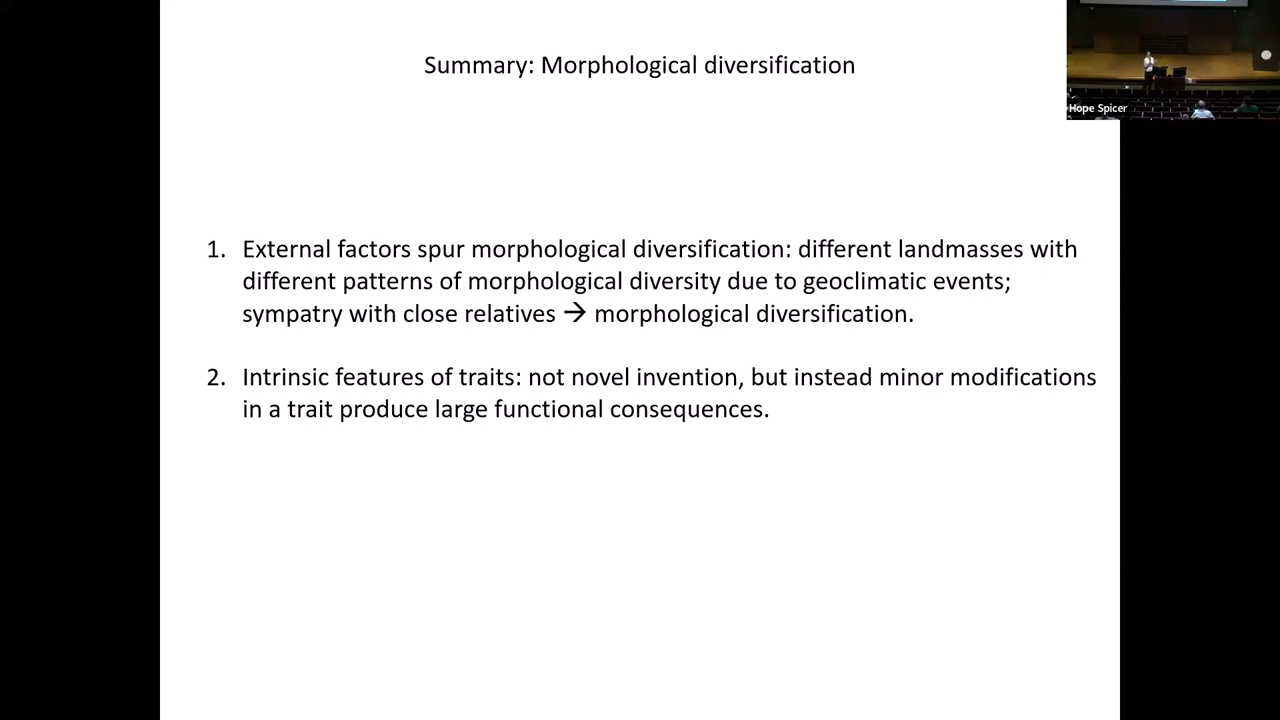 Summary: Morphological diversification
Hope Spicer
1. External factors spur morphological diversification: different landmasses with
different patterns of morphological diversity due to geoclimatic events;
sympatry with close relatives → morphological diversification.
2. Intrinsic features of traits: not novel invention, but instead minor modifications
in a trait produce large functional consequences.